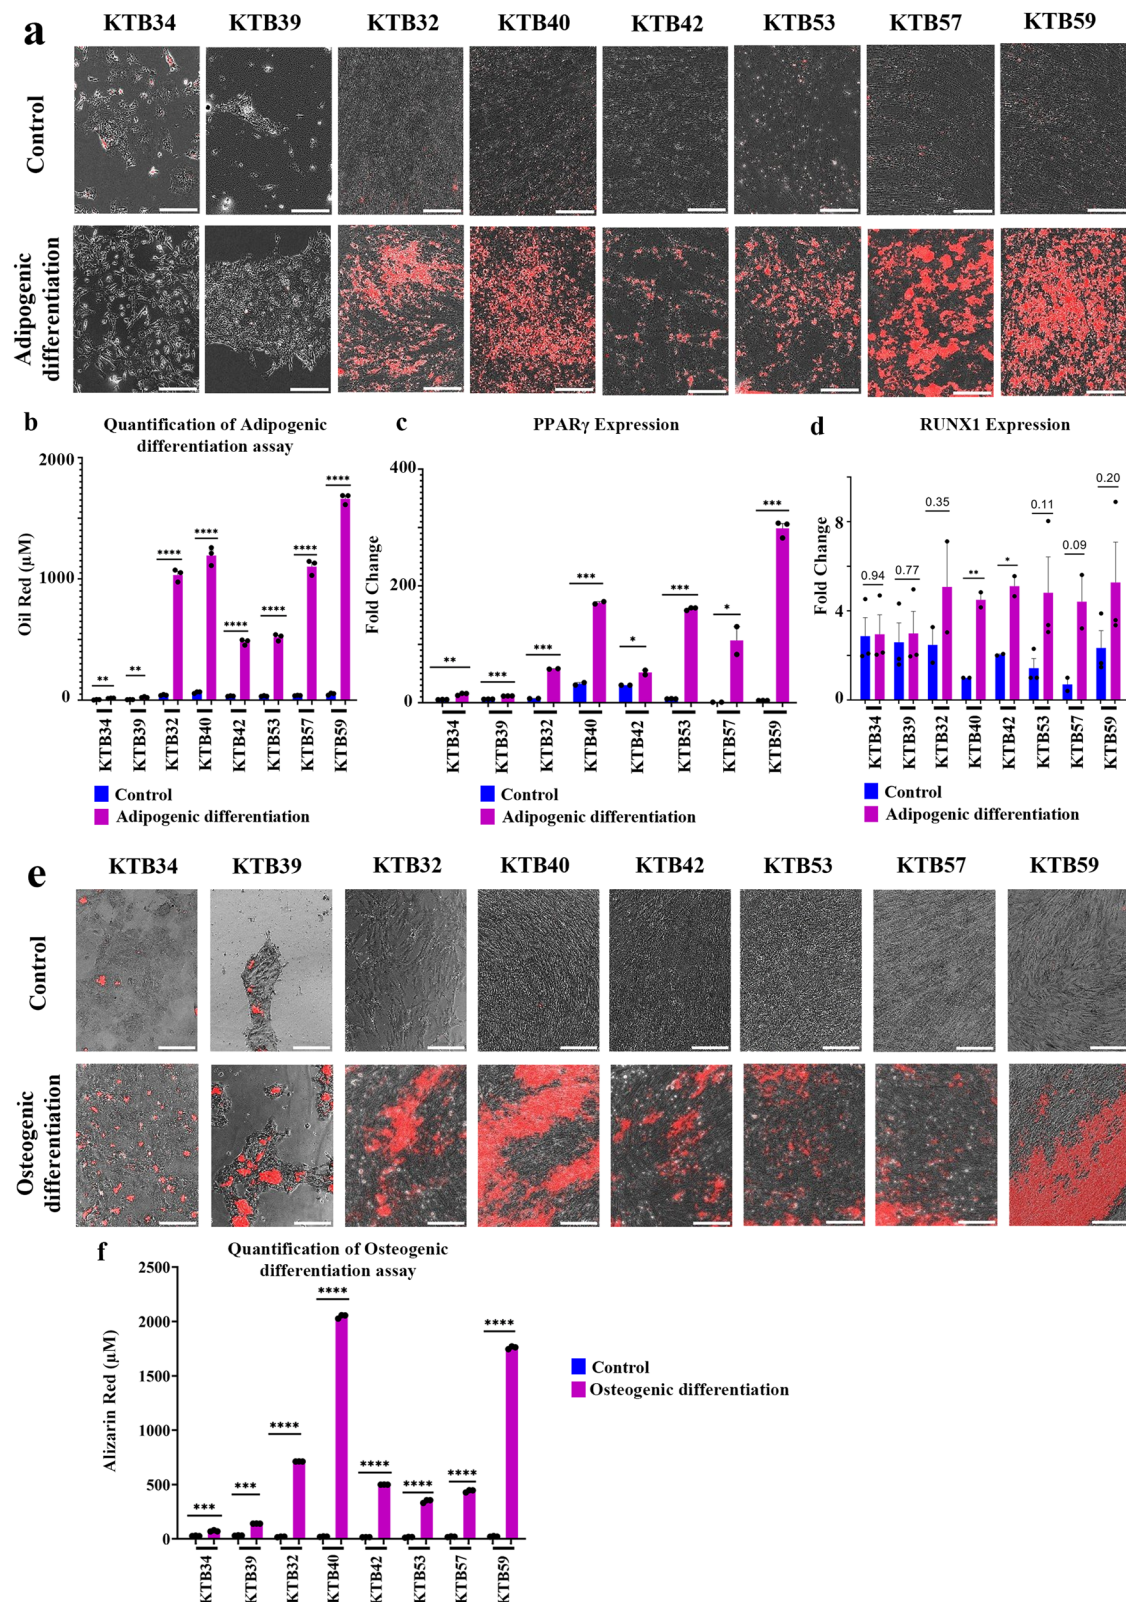 a
KTB34 KTB39 KTB32 KTB40 KTB42 KTB53 KTB57 KTB59
Control
Adipogenic
differentiation
b
Quantification of Adipogenic
differentiation assay
Oil Red (µM)
2000
1000
0
** ** **** **** **** **** **** ****
KTB34 KTB39 KTB32 KTB40 KTB42 KTB53 KTB57 KTB59
Control
Adipogenic differentiation
c
PPARγ Expression
Fold Change
400
200
0
** *** *** *** * *** * ***
KTB34 KTB39 KTB32 KTB40 KTB42 KTB53 KTB57 KTB59
Control
Adipogenic differentiation
d
RUNX1 Expression
Fold Change
8
4
0
0.94 0.77 0.35 ** * 0.11 0.09 0.20
KTB34 KTB39 KTB32 KTB40 KTB42 KTB53 KTB57 KTB59
Control
Adipogenic differentiation
e
KTB34 KTB39 KTB32 KTB40 KTB42 KTB53 KTB57 KTB59
Control
Osteogenic
differentiation
f
Quantification of Osteogenic
differentiation assay
Alizarin Red (µM)
2500
2000
1500
1000
500
0
*** *** **** **** **** **** **** ****
KTB34 KTB39 KTB32 KTB40 KTB42 KTB53 KTB57 KTB59
Control
Osteogenic differentiation